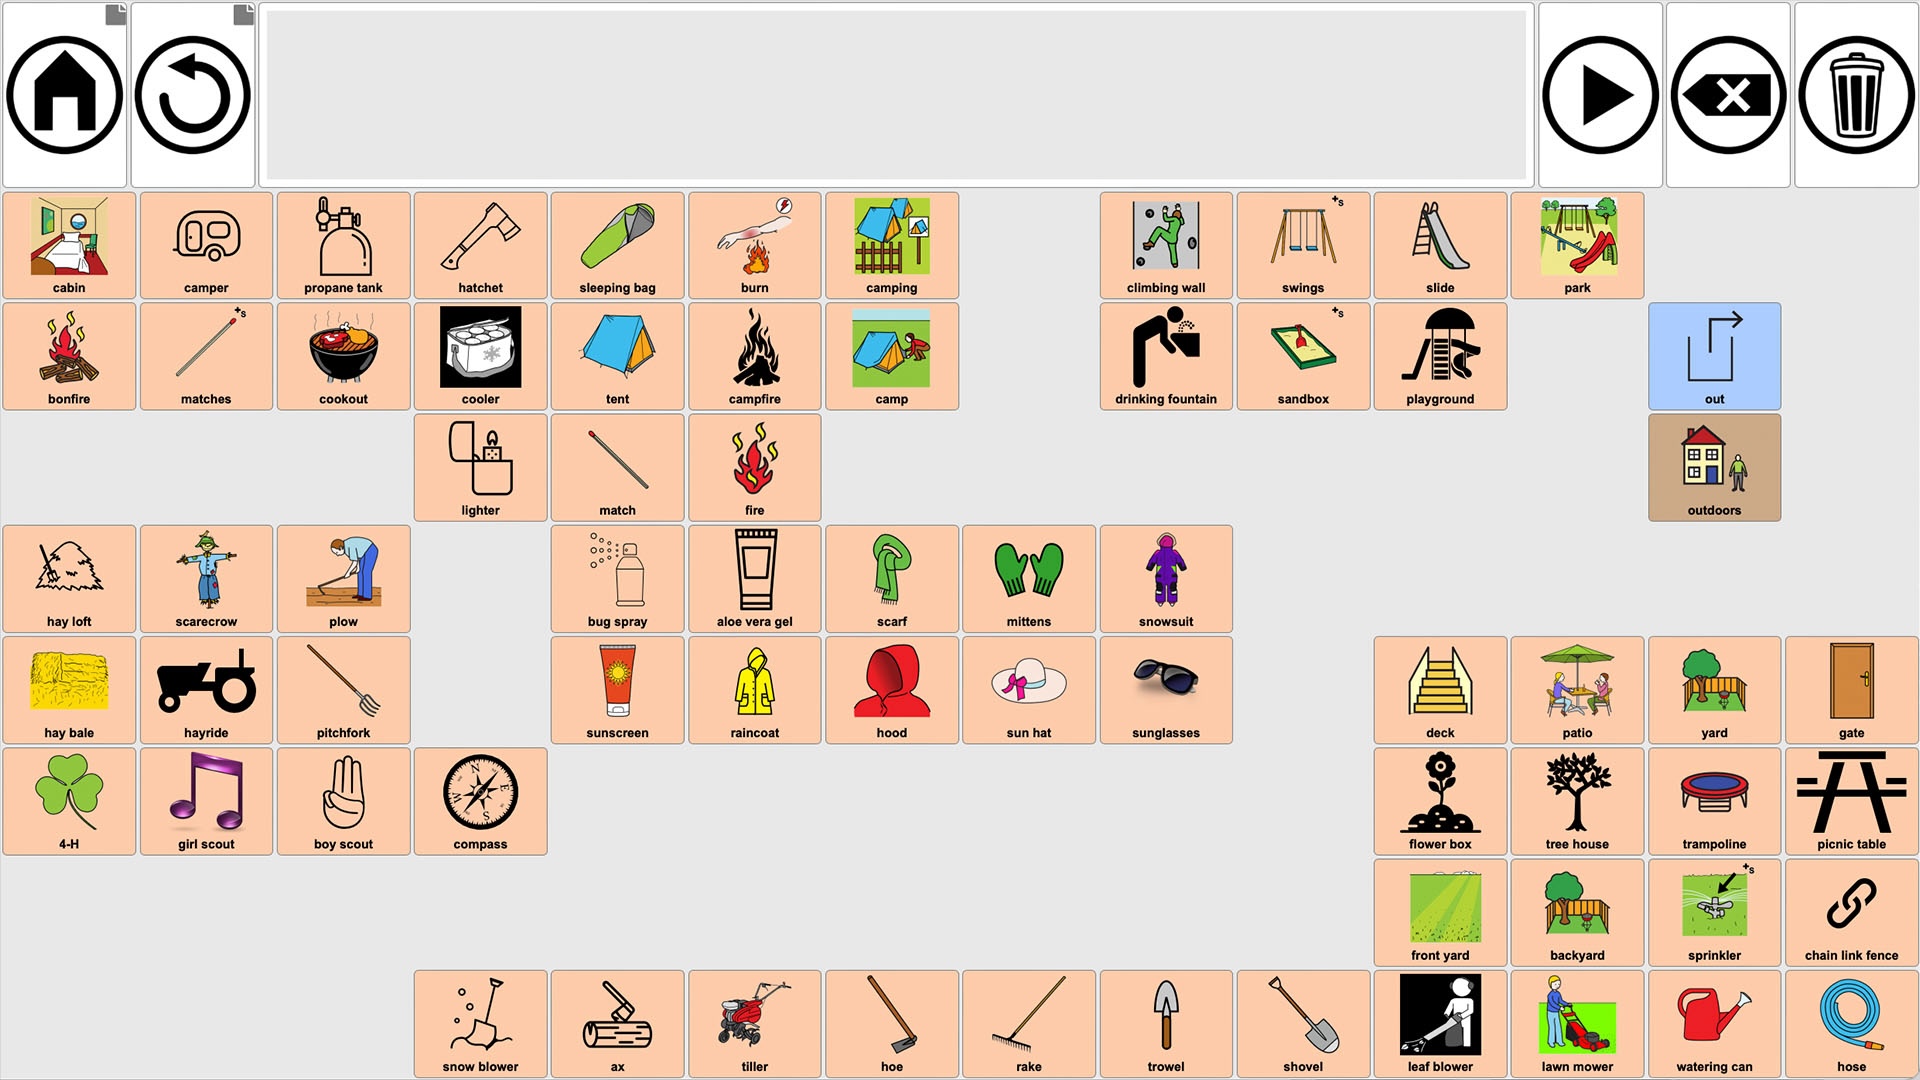 cabin
camper
propane tank
hatchet
sleeping bag
burn
camping
climbing wall
+s
swings
slide
park
bonfire
+s
matches
cookout
cooler
tent
campfire
camp
drinking fountain
+s
sandbox
playground
out
lighter
match
fire
outdoors
hay loft
scarecrow
plow
bug spray
aloe vera gel
scarf
mittens
snowsuit
hay bale
hayride
pitchfork
sunscreen
raincoat
hood
sun hat
sunglasses
deck
patio
yard
gate
4-H
girl scout
boy scout
N
E
S
W
compass
flower box
tree house
trampoline
picnic table
front yard
backyard
+s
sprinkler
chain link fence
snow blower
ax
tiller
hoe
rake
trowel
shovel
leaf blower
lawn mower
watering can
hose